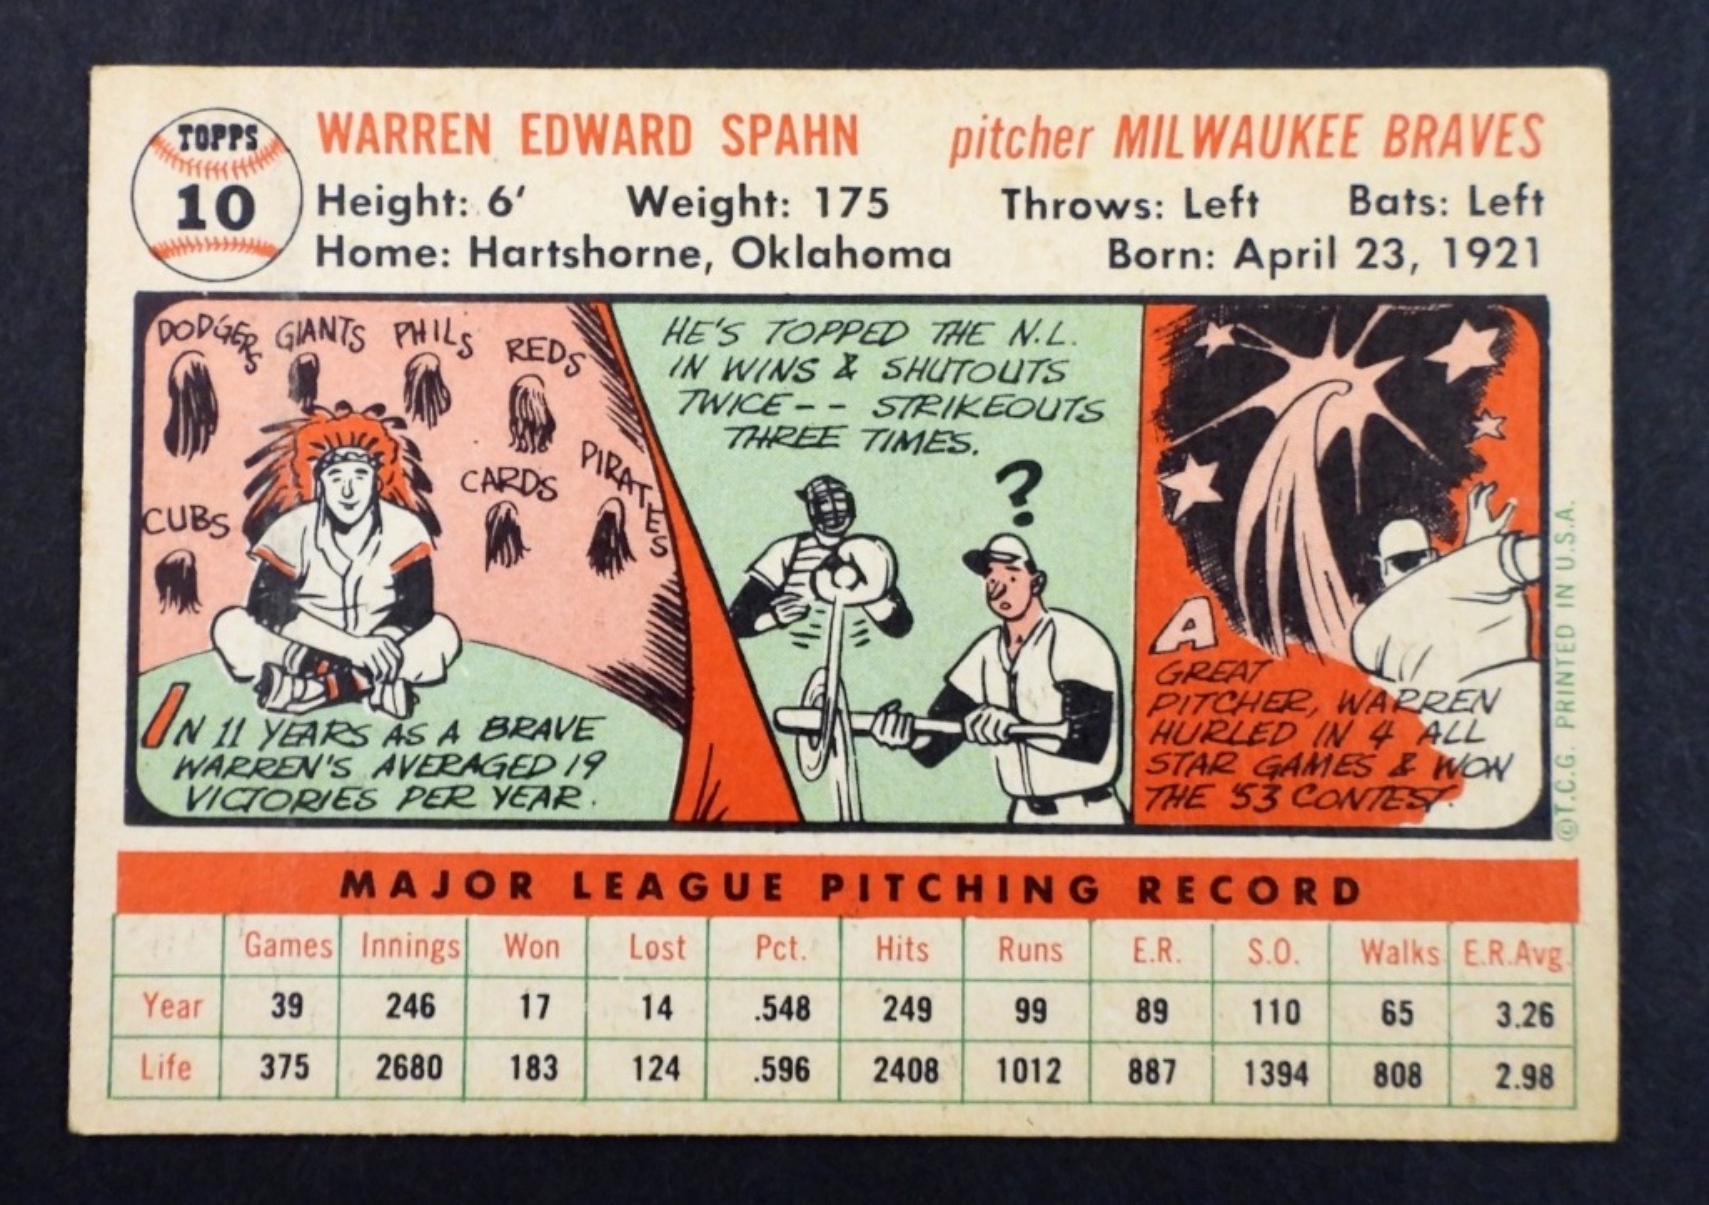 TOPPS
10
WARREN EDWARD SPAHN pitcher MILWAUKEE BRAVES
Height: 6' Weight: 175 Throws: Left Bats: Left
Home: Hartshorne, Oklahoma Born: April 23, 1921
DODGERS GIANTS PHILS REDS
CUBS CARDS PIRATES
IN 11 YEARS AS A BRAVE
WARREN'S AVERAGED 19
VICTORIES PER YEAR.
HE'S TOPPED THE N.L.
IN WINS & SHUTOUTS
TWICE-- STRIKEOUTS
THREE TIMES.
?
A
GREAT
PITCHER, WARREN
HURLED IN 4 ALL
STAR GAMES & WON
THE '53 CONTEST.
©T.C.G. PRINTED IN U.S.A.
MAJOR LEAGUE PITCHING RECORD
Games Innings Won Lost Pct. Hits Runs E.R. S.O. Walks E.R.Avg.
Year 39 246 17 14 .548 249 99 89 110 65 3.26
Life 375 2680 183 124 .596 2408 1012 887 1394 808 2.98